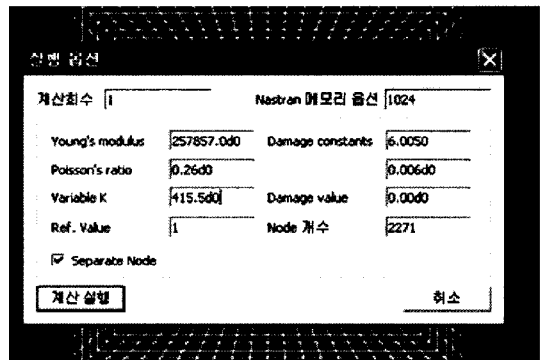 실행 옵션
계산회수 1 Nastran 메모리 옵션 1024
Young's modulus 257857.0d0 Damage constants 6.0050
Poisson's ratio 0.26d0 0.006d0
Variable K 415.5d0 Damage value 0.00d0
Ref. Value 1 Node 개수 2271
Separate Node
계산 실행 취소